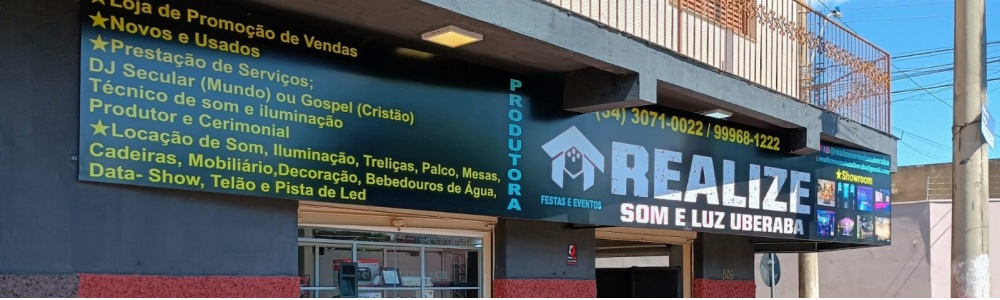 ★Loja de Promoção de Vendas
★Novos e Usados
★Prestação de Serviços;
DJ Secular (Mundo) ou Gospel (Cristão)
Técnico de som e iluminação
Produtor e Cerimonial
★Locação de Som, Iluminação, Treliças, Palco, Mesas,
Cadeiras, Mobiliário,Decoração, Bebedouros de Água,
Data- Show, Telão e Pista de Led
PRODUTORA
(34) 3071-0022 / 99968-1222
REALIZE
FESTAS E EVENTOS
SOM E LUZ UBERABA
★Showroom